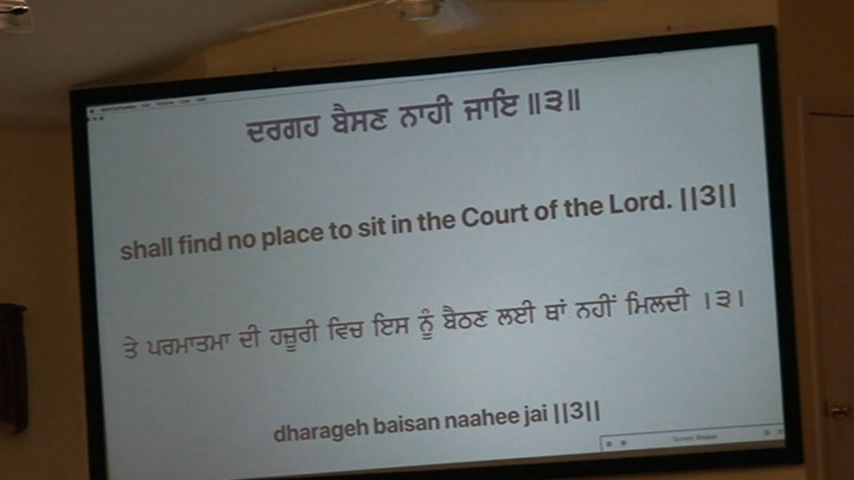 ਦਰਗਹ ਬੈਸਣ ਨਾਹੀ ਜਾਇ ॥੩॥
shall find no place to sit in the Court of the Lord. ||3||
ਤੇ ਪਰਮਾਤਮਾ ਦੀ ਹਜ਼ੂਰੀ ਵਿਚ ਇਸ ਨੂੰ ਬੈਠਣ ਲਈ ਥਾਂ ਨਹੀਂ ਮਿਲਦੀ ।੩।
dharageh baisan naahee jai ||3||